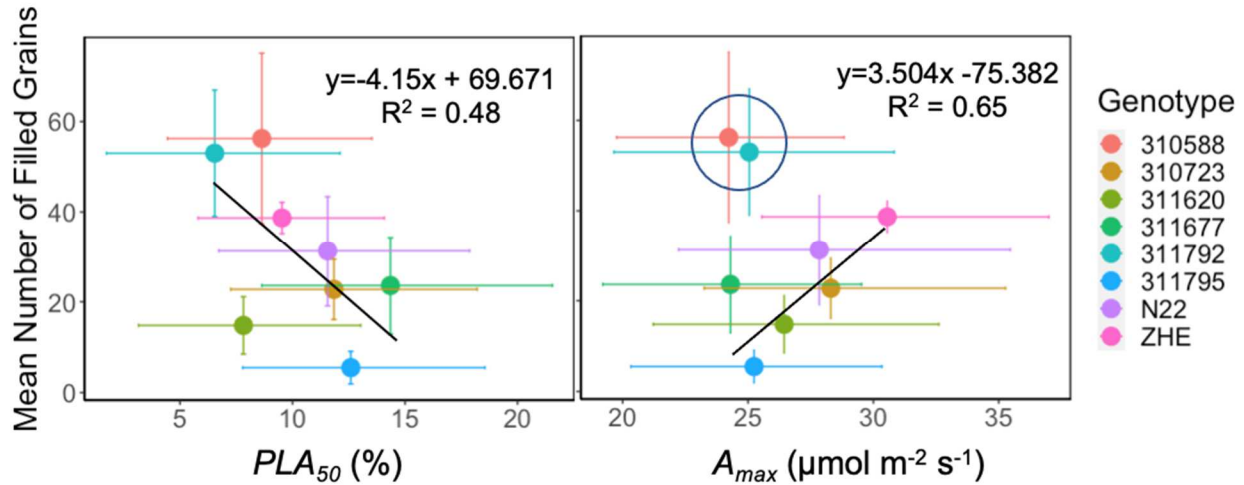 Mean Number of Filled Grains
60
40
20
0
y=-4.15x + 69.671
R² = 0.48
5 10 15 20
PLA₅₀ (%)
y=3.504x -75.382
R² = 0.65
20 25 30 35
Aₘₐₓ (µmol m⁻² s⁻¹)
Genotype
310588
310723
311620
311677
311792
311795
N22
ZHE